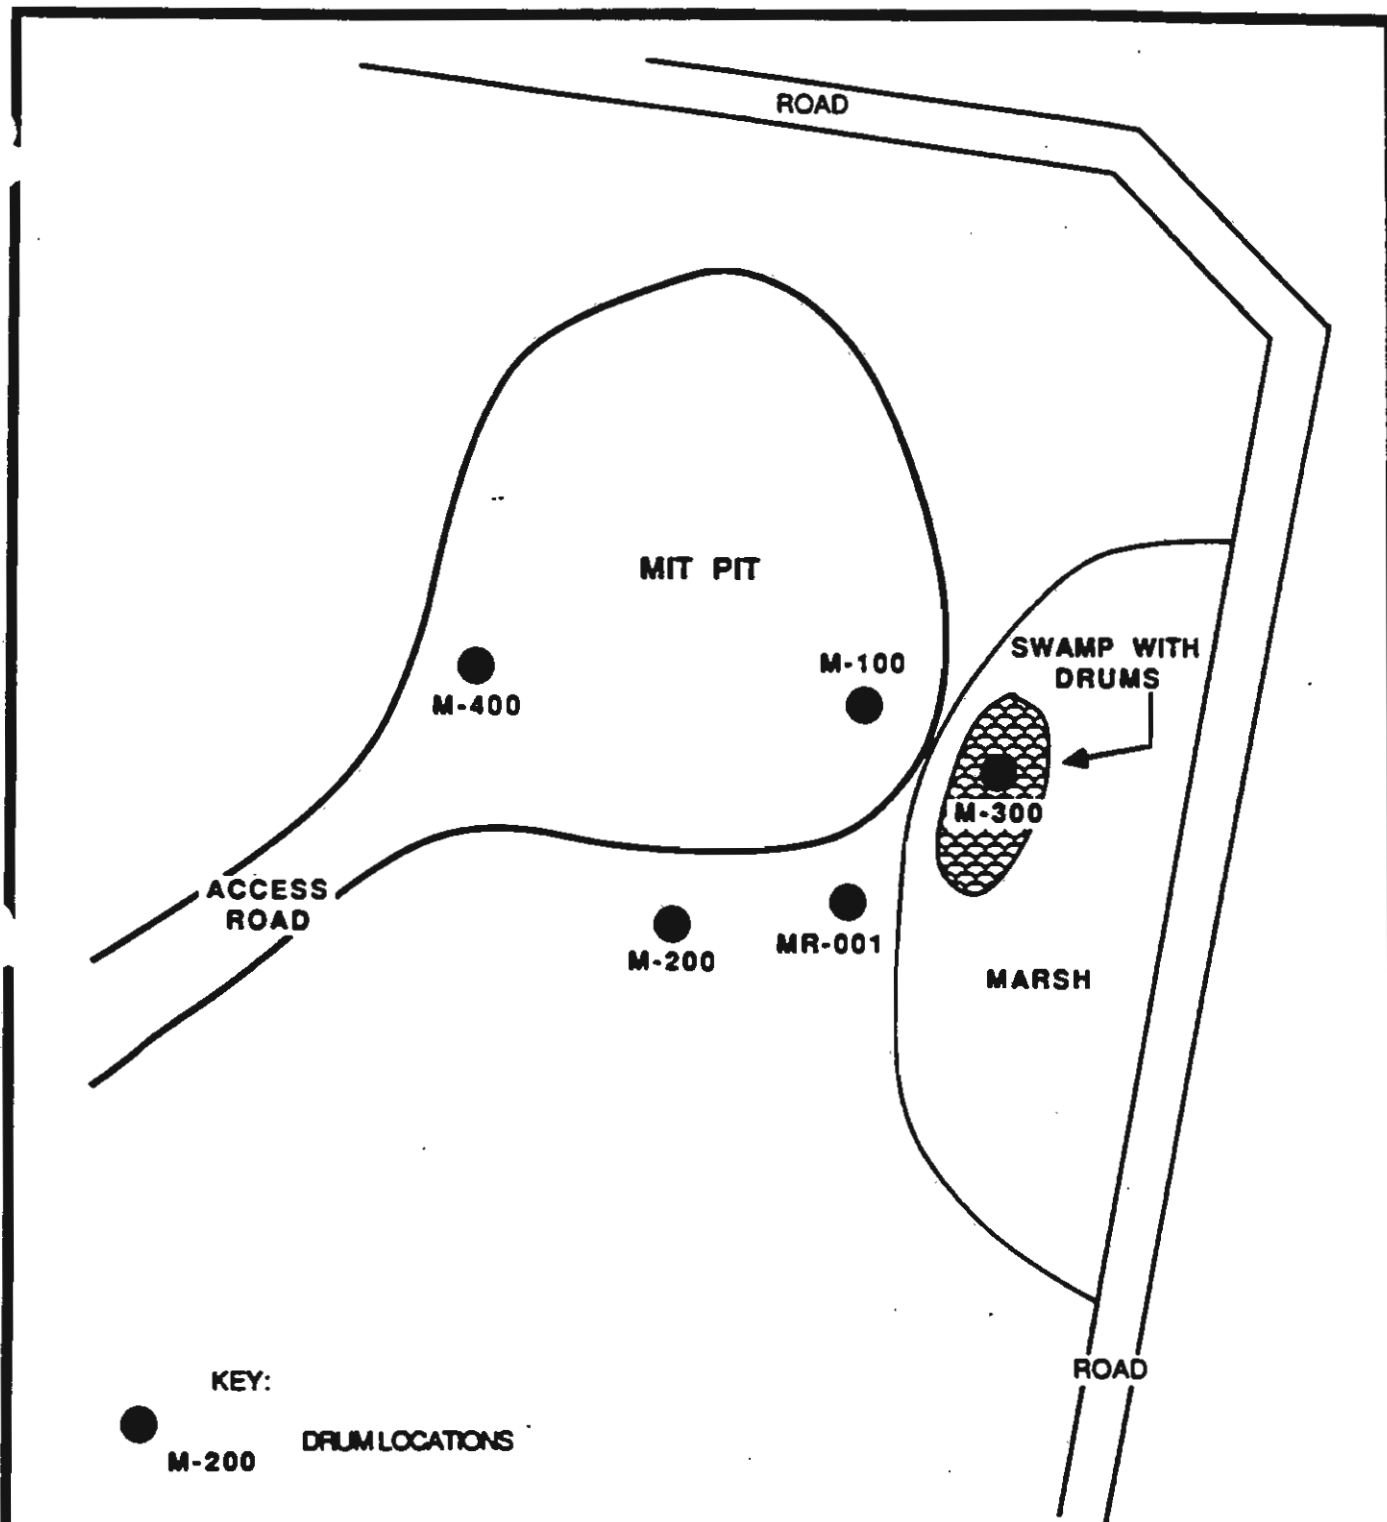 ROAD
MIT PIT
SWAMP WITH
DRUMS
M-100
M-400
M-300
ACCESS
ROAD
MR-001
M-200
MARSH
ROAD
KEY:
DRUM LOCATIONS
M-200